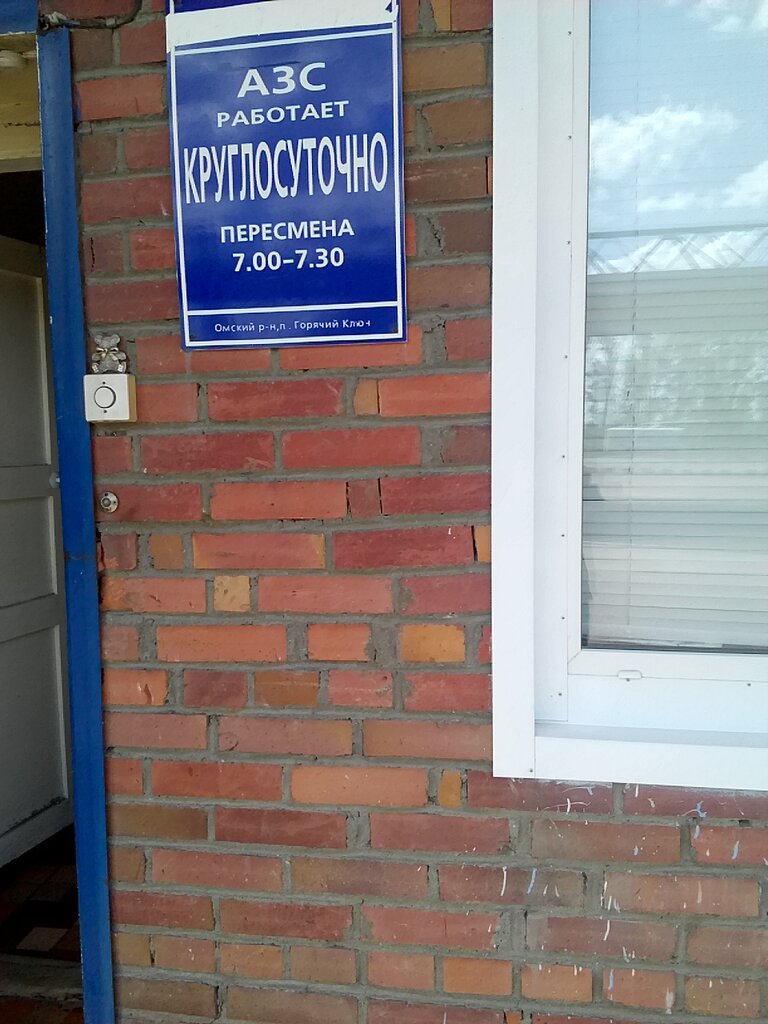 АЗС
РАБОТАЕТ
КРУГЛОСУТОЧНО
ПЕРЕСМЕНА
7.00-7.30
Омский р-н,п . Горячий Ключ